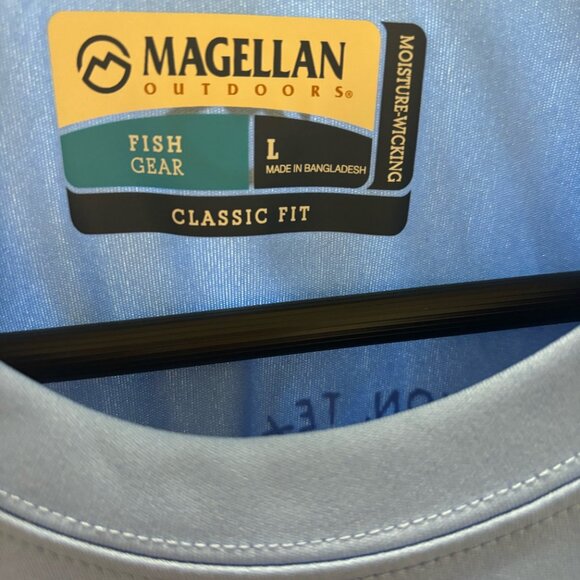 MAGELLAN
OUTDOORS®
FISH
GEAR
L
MADE IN BANGLADESH
MOISTURE-WICKING
CLASSIC FIT